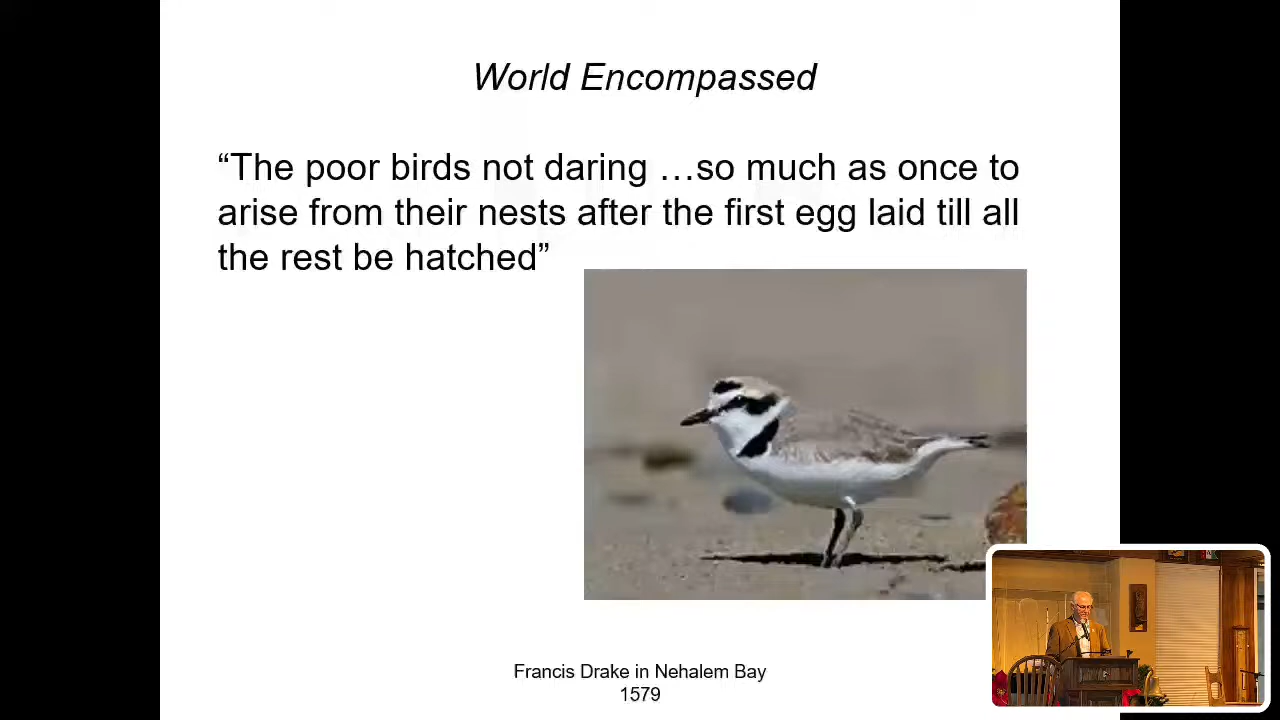 World Encompassed
“The poor birds not daring …so much as once to
arise from their nests after the first egg laid till all
the rest be hatched”
Francis Drake in Nehalem Bay
1579